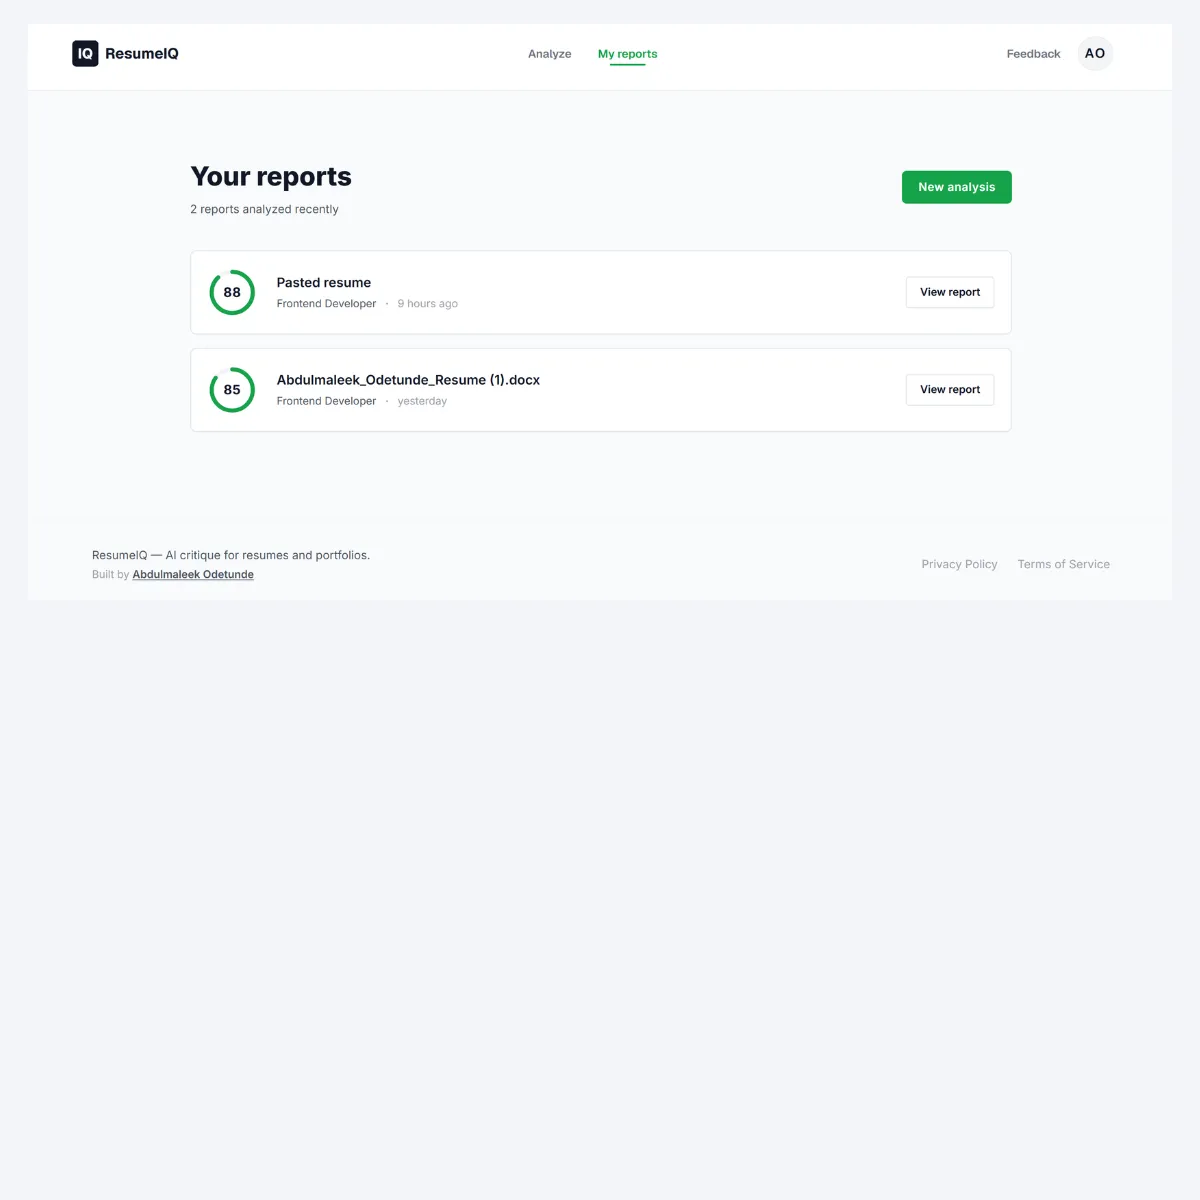 IQ ResumeIQ
Analyze
My reports
Feedback
AO
Your reports
2 reports analyzed recently
New analysis
88
Pasted resume
Frontend Developer · 9 hours ago
View report
85
Abdulmaleek_Odetunde_Resume (1).docx
Frontend Developer · yesterday
View report
ResumeIQ — AI critique for resumes and portfolios.
Built by Abdulmaleek Odetunde
Privacy Policy
Terms of Service